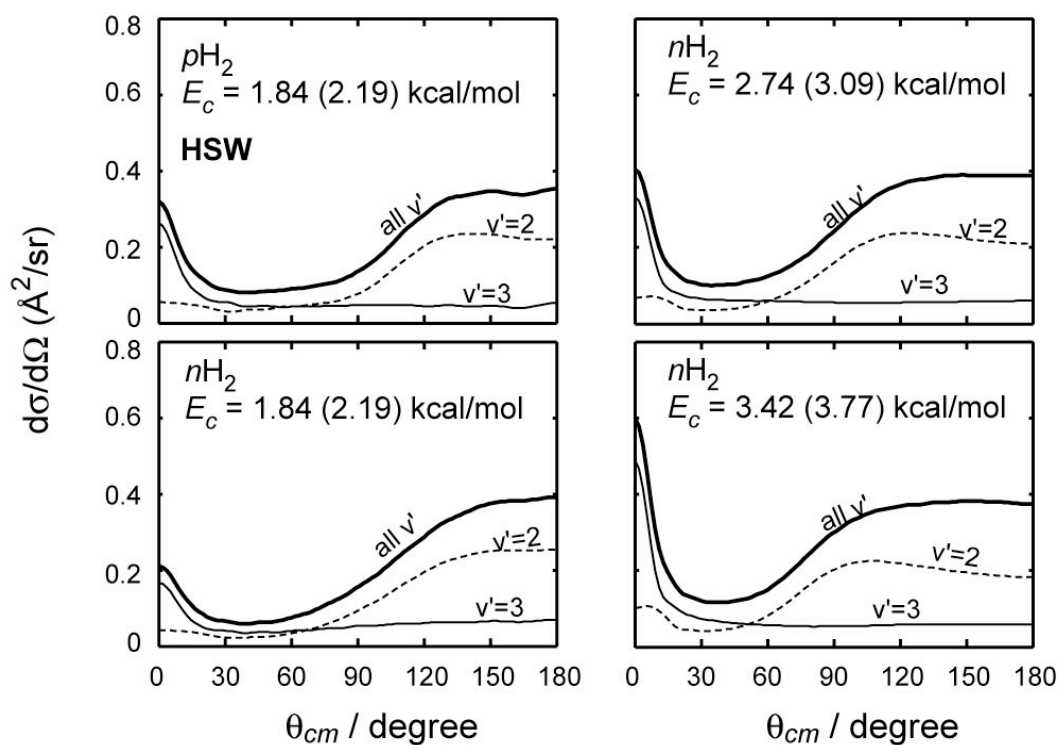 dσ/dΩ (Å²/sr)
0.8
0.6
0.4
0.2
0
pH₂
E_c = 1.84 (2.19) kcal/mol
HSW
all v'
v'=2
v'=3
nH₂
E_c = 2.74 (3.09) kcal/mol
all v'
v'=2
v'=3
0.8
0.6
0.4
0.2
0
nH₂
E_c = 1.84 (2.19) kcal/mol
all v'
v'=2
v'=3
nH₂
E_c = 3.42 (3.77) kcal/mol
all v'
v'=2
v'=3
0 30 60 90 120 150 180
0 30 60 90 120 150 180
θcm / degree
θcm / degree